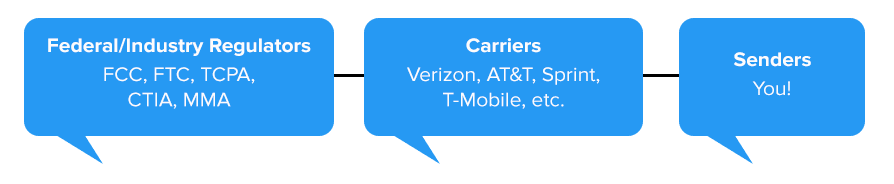 Federal/Industry Regulators
FCC, FTC, TCPA,
CTIA, MMA
Carriers
Verizon, AT&T, Sprint,
T-Mobile, etc.
Senders
You!